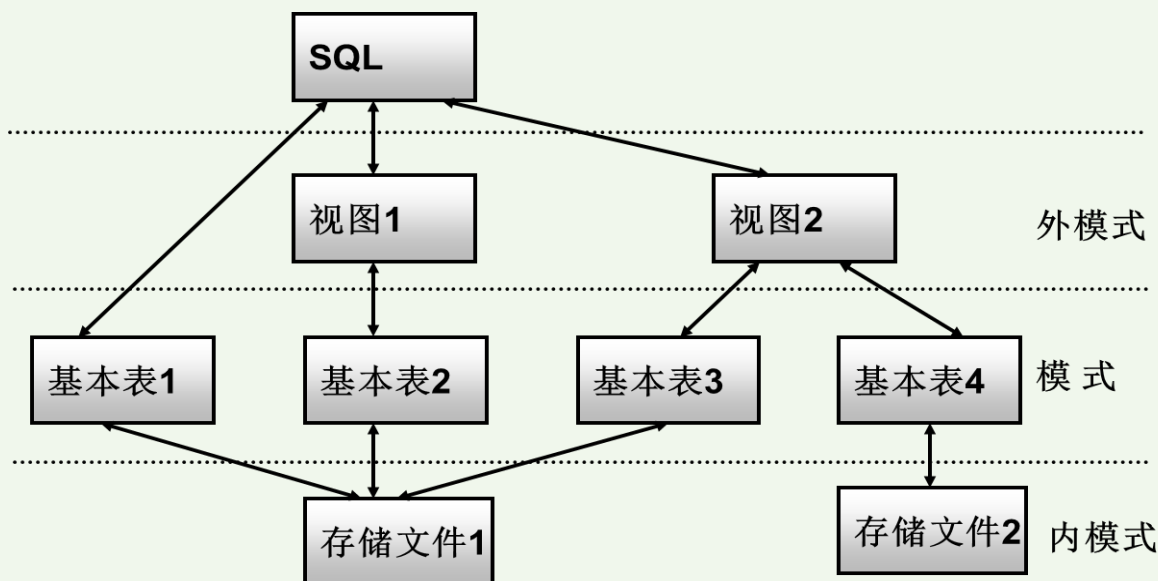 SQL
视图1
视图2
外模式
基本表1
基本表2
基本表3
基本表4
模 式
存储文件1
存储文件2
内模式